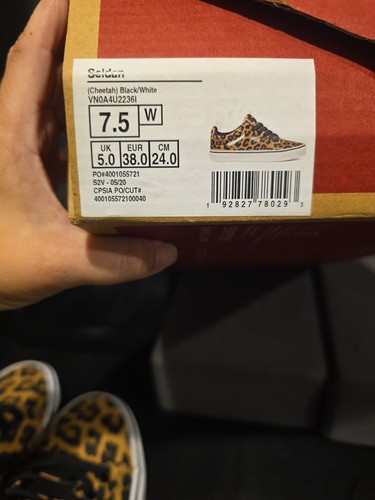 Seldan
(Cheetah) Black/White
VN0A4U2236I
7.5 W
UK EUR CM
5.0 38.0 24.0
PO#4001055721
S2V - 05/20
CPSIA PO/CUT#
400105572100040
1 92827 78029 3